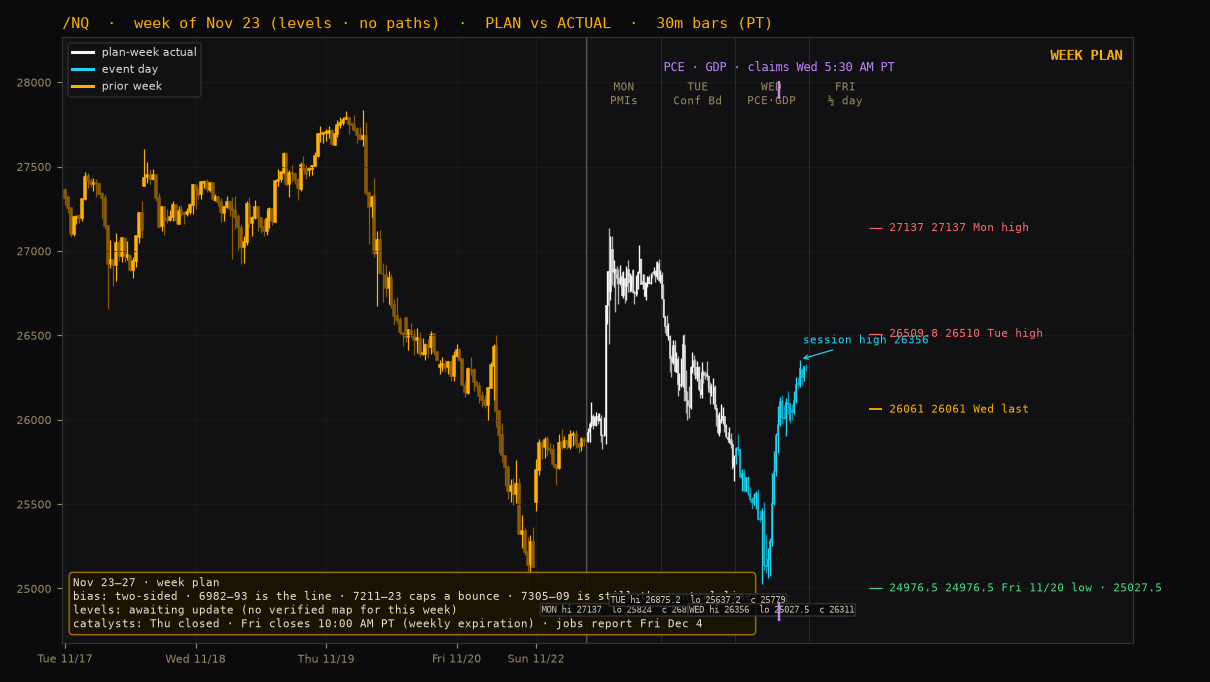 /NQ · week of Nov 23 (levels · no paths) · PLAN vs ACTUAL · 30m bars (PT)
plan-week actual
event day
prior week
WEEK PLAN
PCE · GDP · claims Wed 5:30 AM PT
MON
PMIs
TUE
Conf Bd
WED
PCE·GDP
FRI
½ day
28000
27500
27000
26500
26000
25500
25000
27137 27137 Mon high
26509.8 26510 Tue high
session high 26356
26061 26061 Wed last
24976.5 24976.5 Fri 11/20 low · 25027.5
Nov 23–27 · week plan
bias: two-sided · 6982–93 is the line · 7211–23 caps a bounce · 7305–09 is still
levels: awaiting update (no verified map for this week)
catalysts: Thu closed · Fri closes 10:00 AM PT (weekly expiration) · jobs report Fri Dec 4
TUE hi 26875.2 lo 25637.2 c 25779
MON hi 27137 lo 25824 c 268
WED hi 26356 lo 25027.5 c 26311
Tue 11/17
Wed 11/18
Thu 11/19
Fri 11/20
Sun 11/22